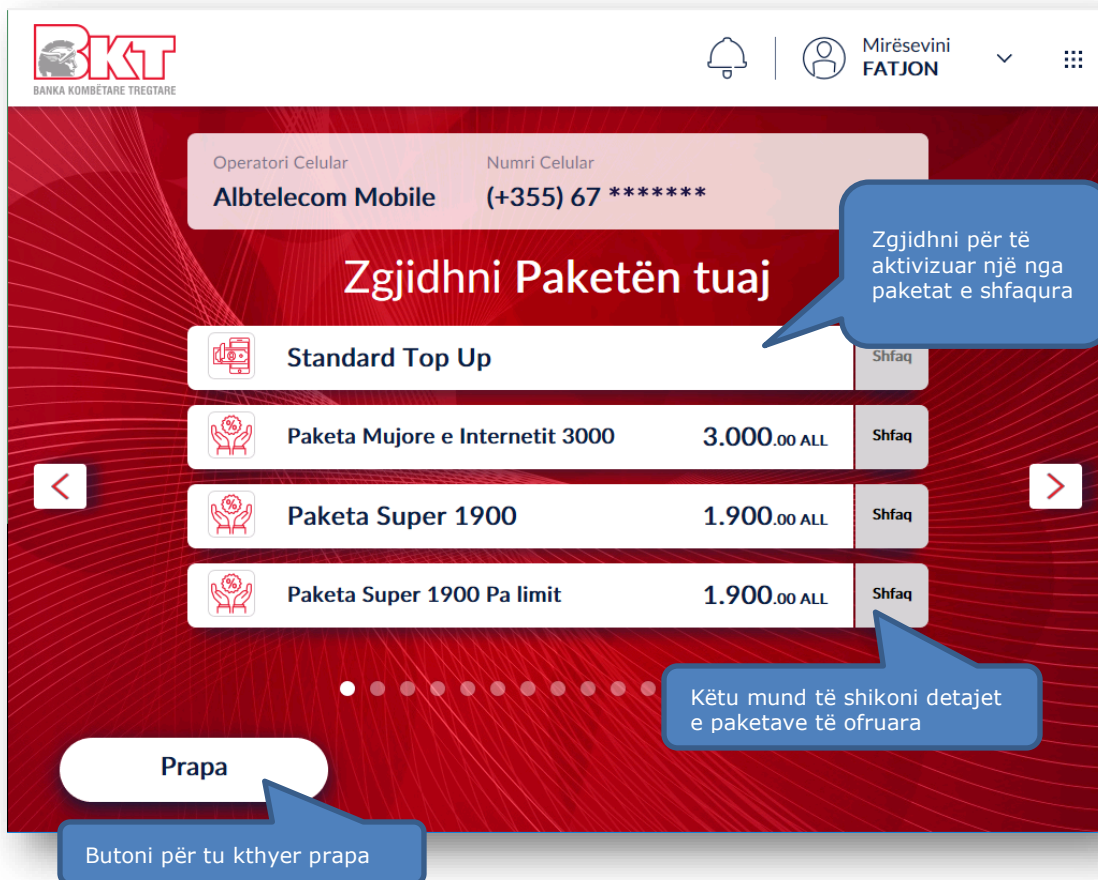 BKT
BANKA KOMBËTARE TREGTARE
Mirësevini
FATJON
Operatori Celular
Albtelecom Mobile
Numri Celular
(+355) 67 *******
Zgjidhni për të
aktivizuar një nga
paketat e shfaqura
Zgjidhni Paketën tuaj
Standard Top Up
Shfaq
Paketa Mujore e Internetit 3000
3.000.00 ALL
Shfaq
Paketa Super 1900
1.900.00 ALL
Shfaq
Paketa Super 1900 Pa limit
1.900.00 ALL
Shfaq
Këtu mund të shikoni detajet
e paketave të ofruara
Prapa
Butoni për tu kthyer prapa